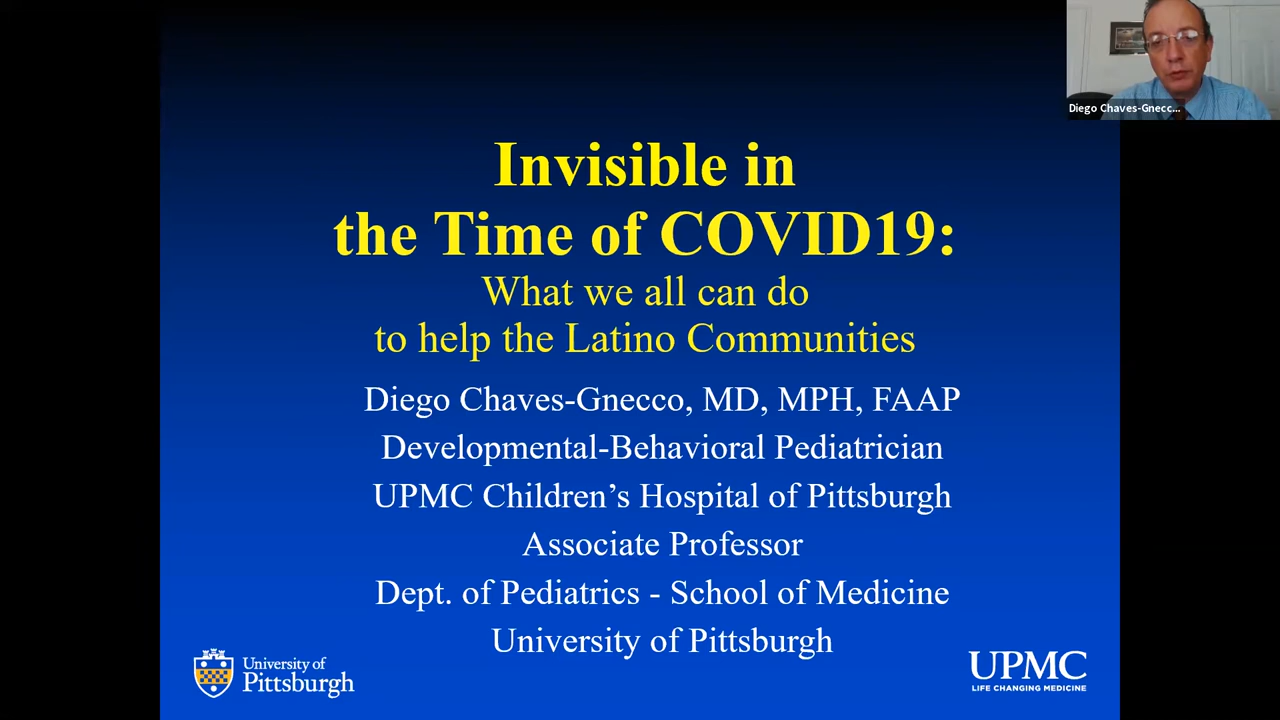 Diego Chaves-Gnecc...
Invisible in
the Time of COVID19:
What we all can do
to help the Latino Communities
Diego Chaves-Gnecco, MD, MPH, FAAP
Developmental-Behavioral Pediatrician
UPMC Children’s Hospital of Pittsburgh
Associate Professor
Dept. of Pediatrics - School of Medicine
University of Pittsburgh
University of
Pittsburgh
UPMC
LIFE CHANGING MEDICINE